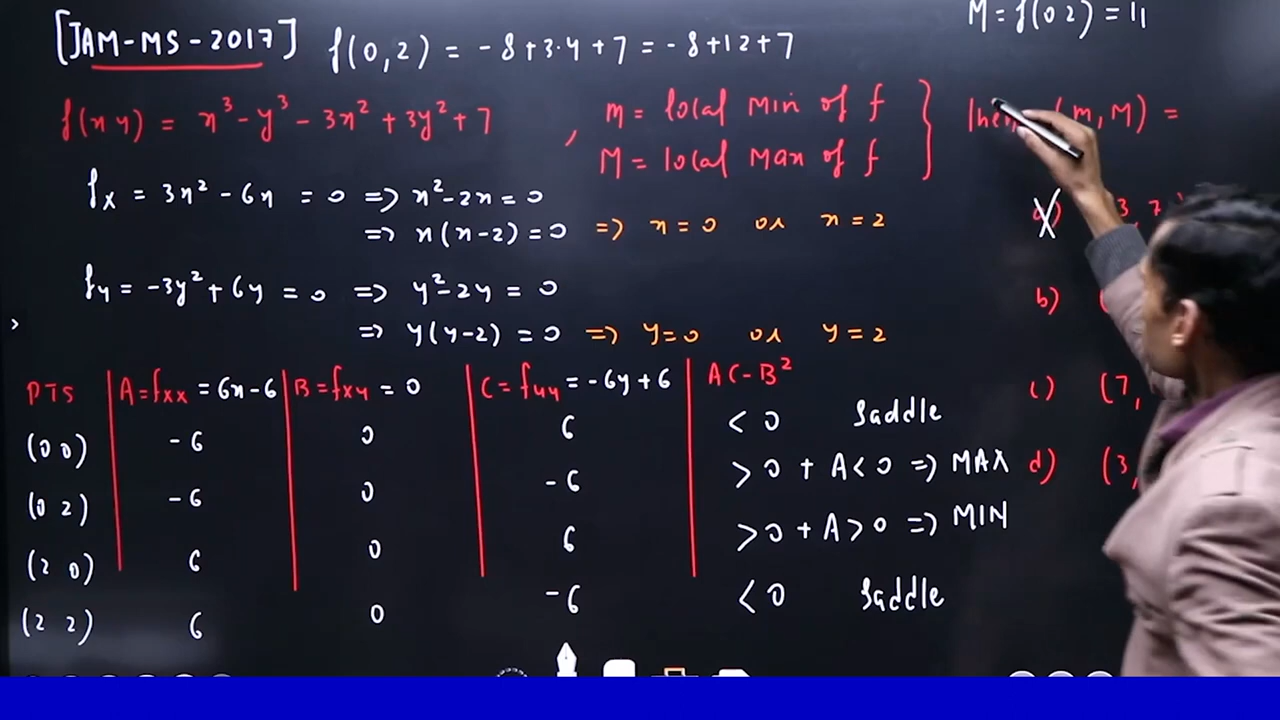 M = f(0 2) = 11
[JAM-MS-2017] f(0,2) = -8+3·4+7 = -8+12+7
f(x y) = x³ - y³ - 3x² + 3y² + 7 , m = local Min of f
M = local Max of f } (m, M) =
fx = 3x² - 6x = 0 => x² - 2x = 0
=> x(x-2) = 0 => x = 0 or x = 2
a) 3, 7
fy = -3y² + 6y = 0 => y² - 2y = 0
b) (
=> y(y-2) = 0 => y = 0 or y = 2
PTS A = fxx = 6x-6 B = fxy = 0 C = fyy = -6y+6 AC-B²
c) (7,
(0 0) -6 0 6 < 0 Saddle
(0 2) -6 0 -6 > 0 + A < 0 => MAX
d) (3,
(2 0) 6 0 6 > 0 + A > 0 => MIN
(2 2) 6 0 -6 < 0 Saddle